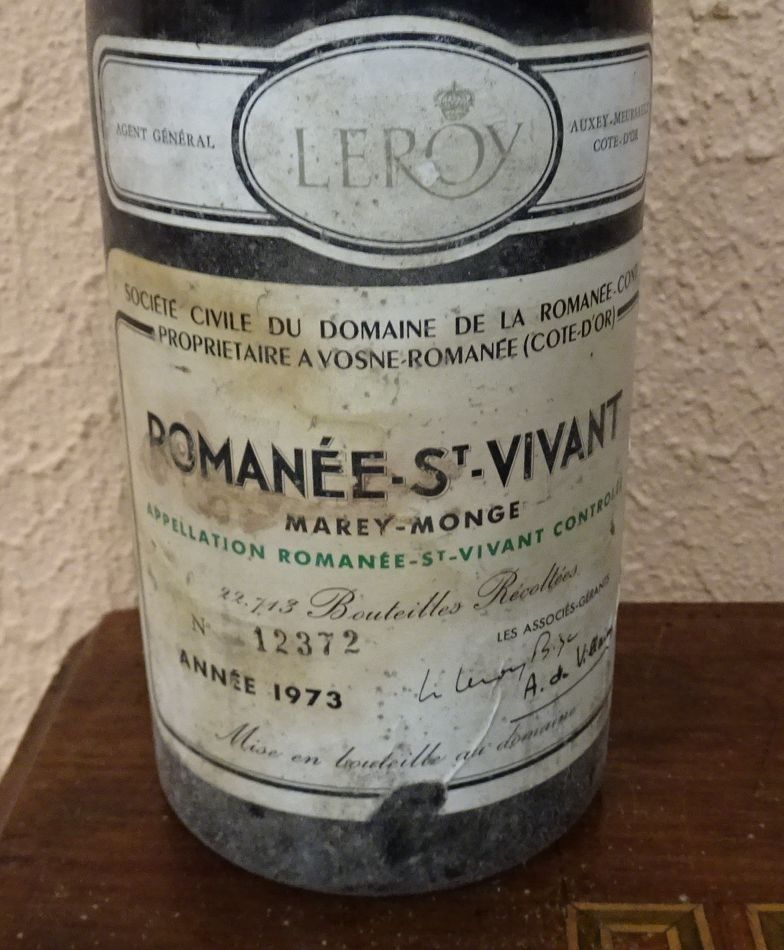 AGENT GÉNÉRAL
LEROY
AUXEY-MEURSAULT
COTE-D'OR
SOCIÉTÉ CIVILE DU DOMAINE DE LA ROMANÉE-CONTI
PROPRIETAIRE A VOSNE-ROMANÉE (COTE-D'OR)
ROMANÉE-ST-VIVANT
MAREY-MONGE
APPELLATION ROMANÉE-ST-VIVANT CONTROLÉE
22.713 Bouteilles Récoltées
N° 12372
LES ASSOCIÉS-GÉRANTS
ANNÉE 1973
L. Leroy Bize
A. de Villaine
Mise en bouteille au domaine